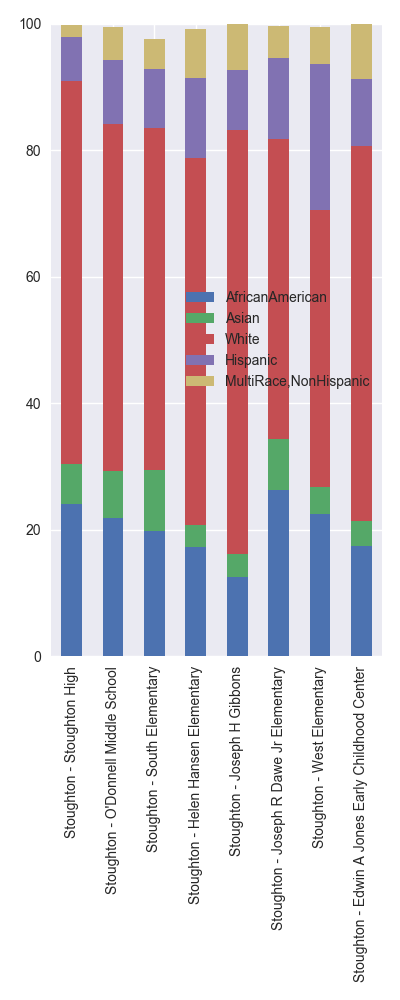 100
80
60
40
20
0
AfricanAmerican
Asian
White
Hispanic
MultiRace,NonHispanic
Stoughton - Stoughton High
Stoughton - O'Donnell Middle School
Stoughton - South Elementary
Stoughton - Helen Hansen Elementary
Stoughton - Joseph H Gibbons
Stoughton - Joseph R Dawe Jr Elementary
Stoughton - West Elementary
Stoughton - Edwin A Jones Early Childhood Center